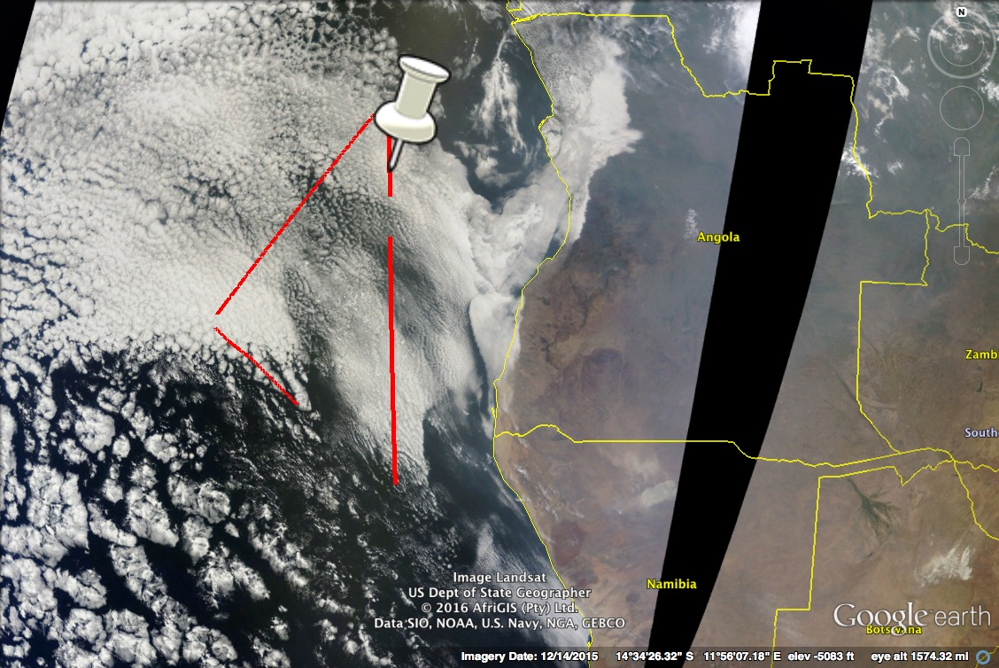 N
Angola
Zamb
South
Image Landsat
US Dept of State Geographer
© 2016 AfriGIS (Pty) Ltd.
Data SIO, NOAA, U.S. Navy, NGA, GEBCO
Namibia
Google earth
Botswana
Imagery Date: 12/14/2015 14°34'26.32" S 11°56'07.18" E elev -5083 ft eye alt 1574.32 mi